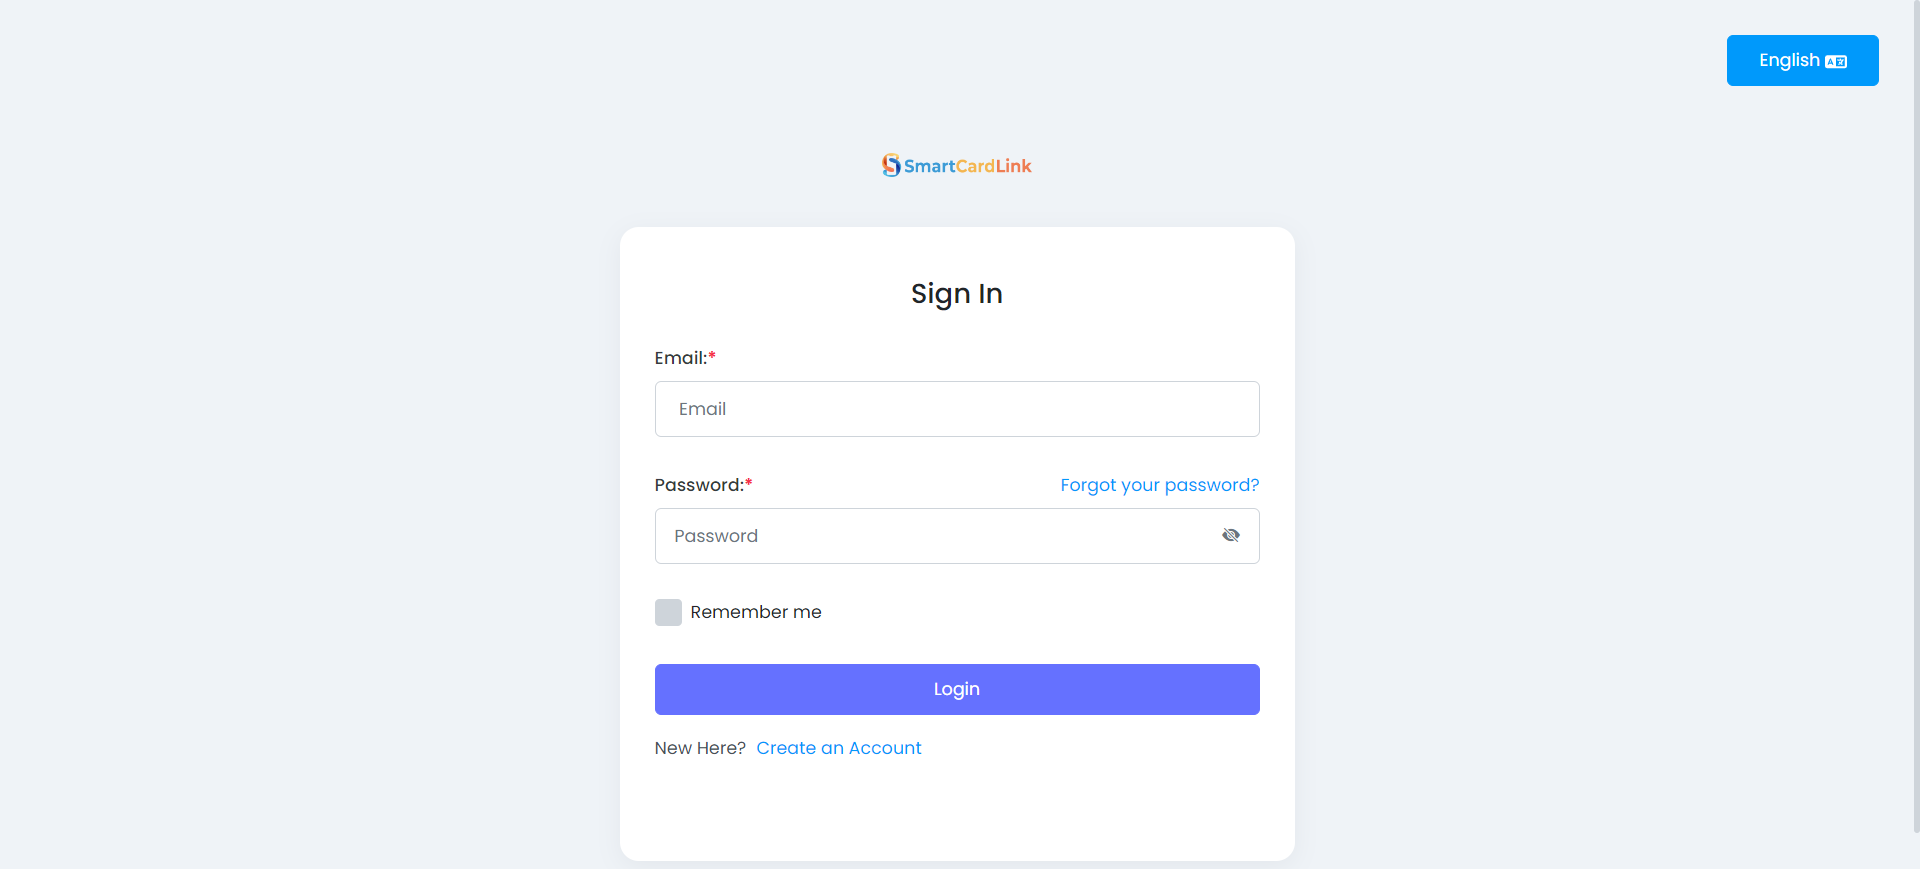 English
SmartCardLink
Sign In
Email:*
Email
Password:* Forgot your password?
Password
Remember me
Login
New Here? Create an Account